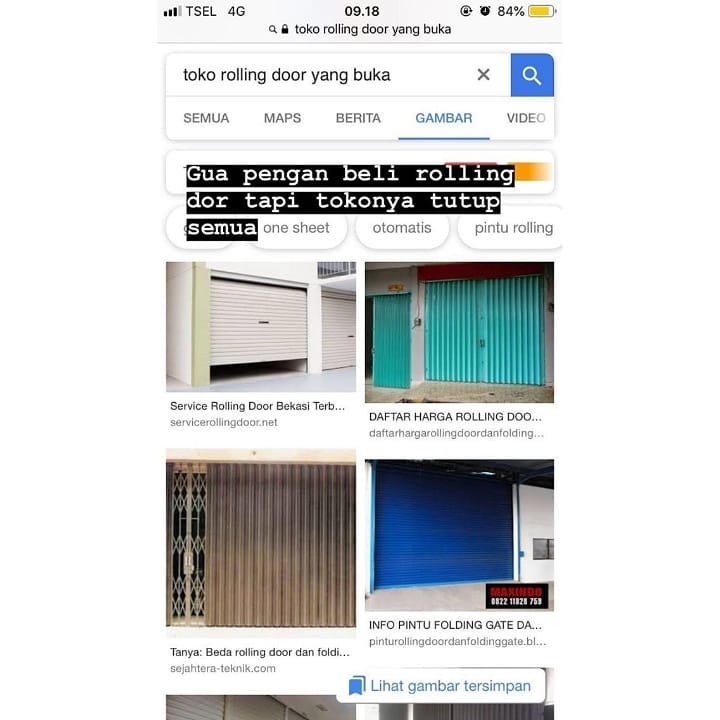 TSEL 4G 09.18 84%
toko rolling door yang buka
toko rolling door yang buka
SEMUA MAPS BERITA GAMBAR VIDEO
Gua pengan beli rolling
dor tapi tokonya tutup
semua
one sheet otomatis pintu rolling
Service Rolling Door Bekasi Terb...
servicerollingdoor.net
DAFTAR HARGA ROLLING DOO...
daftarhargarollingdoordanfolding...
MAXINDO
0822 11826 759
Tanya: Beda rolling door dan foldi...
sejahtera-teknik.com
INFO PINTU FOLDING GATE DA...
pinturollingdoordanfoldinggate.bl...
Lihat gambar tersimpan